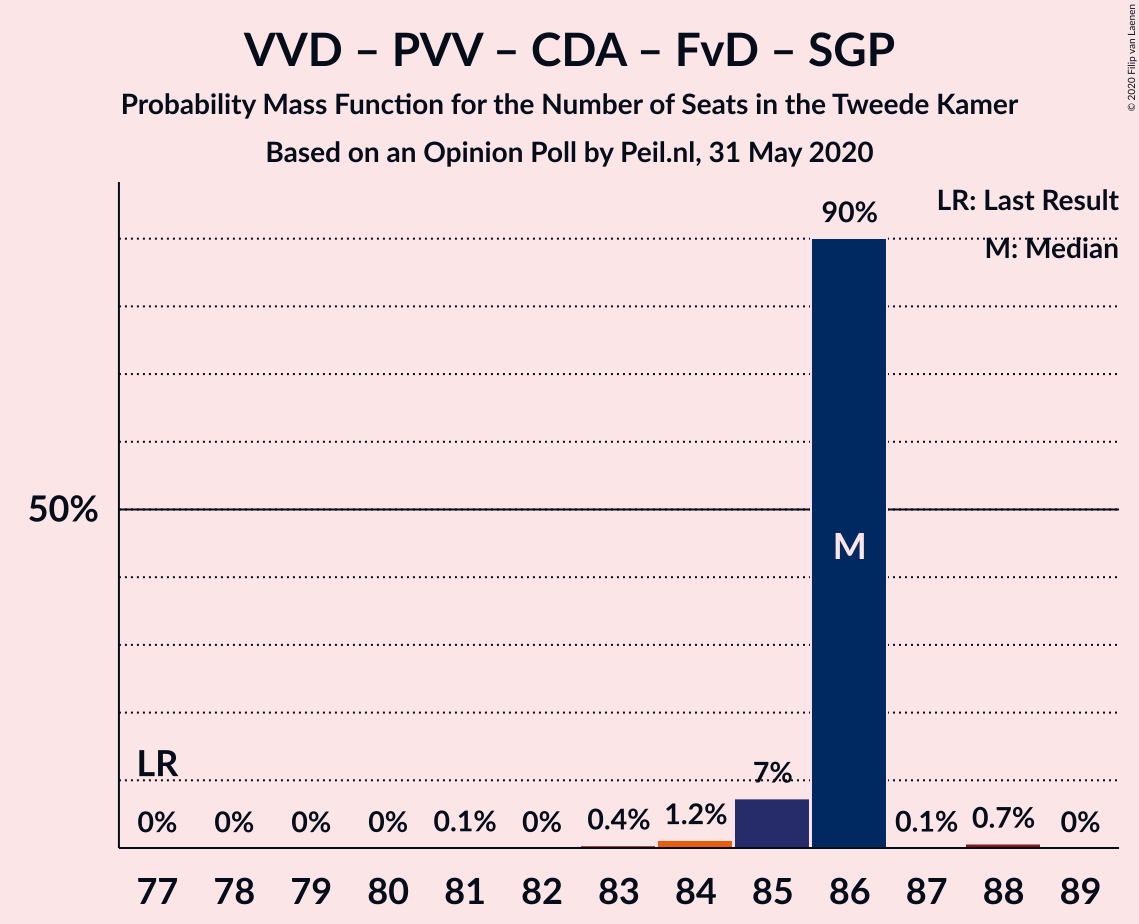 VVD – PVV – CDA – FvD – SGP
Probability Mass Function for the Number of Seats in the Tweede Kamer
Based on an Opinion Poll by Peil.nl, 31 May 2020
© 2020 Filip van Laenen
LR: Last Result
M: Median
90%
50%
M
LR
7%
0% 0% 0% 0% 0.1% 0% 0.4% 1.2% 0.1% 0.7% 0%
77 78 79 80 81 82 83 84 85 86 87 88 89